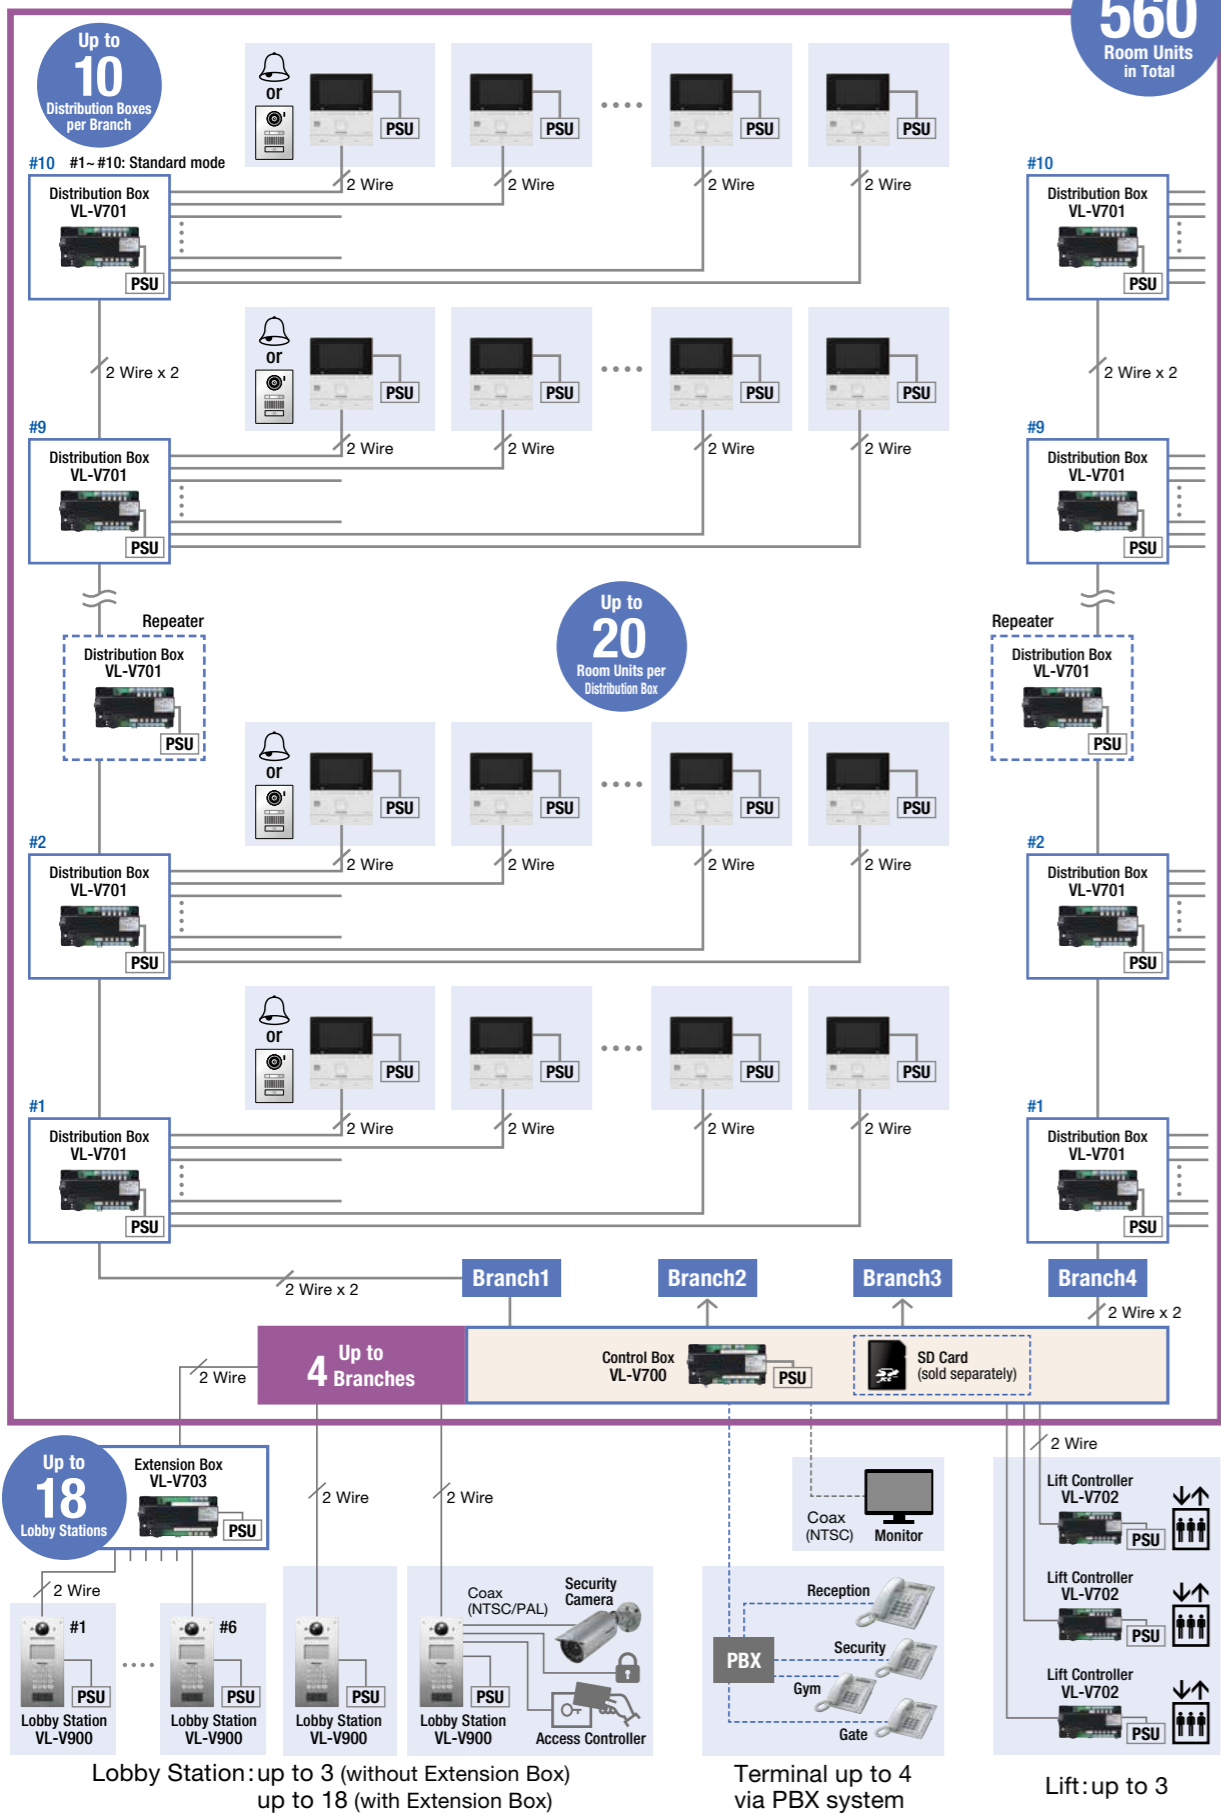 560
Room Units
in Total
Up to
10
Distribution Boxes
per Branch
or
PSU
PSU
PSU
PSU
#10 #1~ #10: Standard mode
2 Wire
2 Wire
2 Wire
2 Wire
#10
Distribution Box
VL-V701
PSU
Distribution Box
VL-V701
PSU
or
PSU
PSU
PSU
PSU
2 Wire x 2
2 Wire x 2
#9
2 Wire
2 Wire
2 Wire
2 Wire
#9
Distribution Box
VL-V701
PSU
Distribution Box
VL-V701
PSU
Up to
20
Room Units per
Distribution Box
Repeater
Distribution Box
VL-V701
PSU
Repeater
Distribution Box
VL-V701
PSU
or
PSU
PSU
PSU
PSU
#2
2 Wire
2 Wire
2 Wire
2 Wire
#2
Distribution Box
VL-V701
PSU
Distribution Box
VL-V701
PSU
or
PSU
PSU
PSU
PSU
#1
2 Wire
2 Wire
2 Wire
2 Wire
#1
Distribution Box
VL-V701
PSU
Distribution Box
VL-V701
PSU
2 Wire x 2
Branch1
Branch2
Branch3
Branch4
2 Wire x 2
2 Wire
4 Up to
Branches
Control Box
VL-V700
PSU
SD Card
(sold separately)
Up to
18
Lobby Stations
Extension Box
VL-V703
PSU
2 Wire
2 Wire
2 Wire
2 Wire
#1
PSU
Lobby Station
VL-V900
#6
PSU
Lobby Station
VL-V900
PSU
Lobby Station
VL-V900
Coax
(NTSC/PAL)
Security
Camera
PSU
Lobby Station
VL-V900
Access Controller
Coax
(NTSC)
Monitor
PBX
Reception
Security
Gym
Gate
2 Wire
Lift Controller
VL-V702
PSU
Lift Controller
VL-V702
PSU
Lift Controller
VL-V702
PSU
Lobby Station: up to 3 (without Extension Box)
up to 18 (with Extension Box)
Terminal up to 4
via PBX system
Lift: up to 3